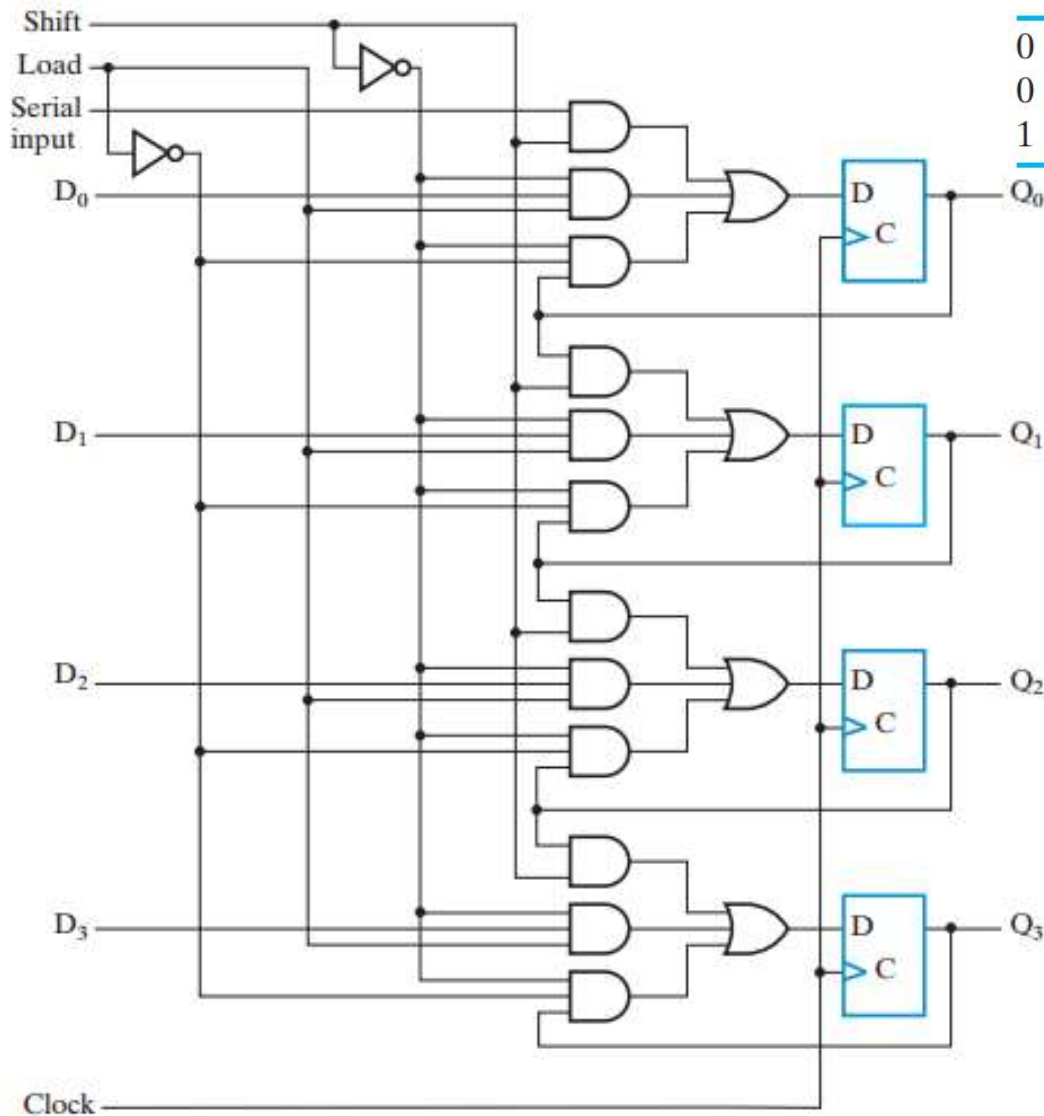 Shift
Load
Serial
input
0
0
1
D₀
D
C
Q₀
D₁
D
C
Q₁
D₂
D
C
Q₂
D₃
D
C
Q₃
Clock